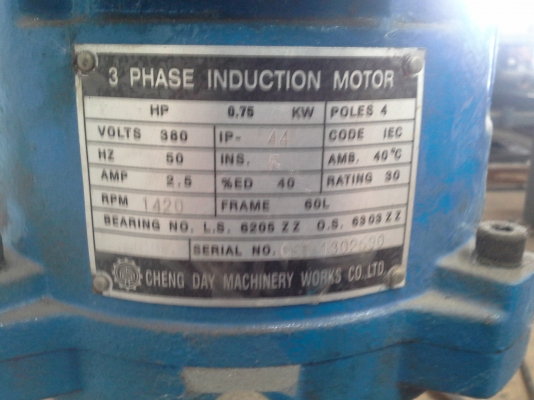 3 PHASE INDUCTION MOTOR
HP 0.75 KW POLES 4
VOLTS 380 IP- 44 CODE IEC
HZ 50 INS. AMB. 40°C
AMP 2.5 %ED 40 RATING 30
RPM 1420 FRAME 60L
BEARING NO. L.S. 6205 ZZ O.S. 6303 ZZ
SERIAL NO.
CHENG DAY MACHINERY WORKS CO.,LTD.